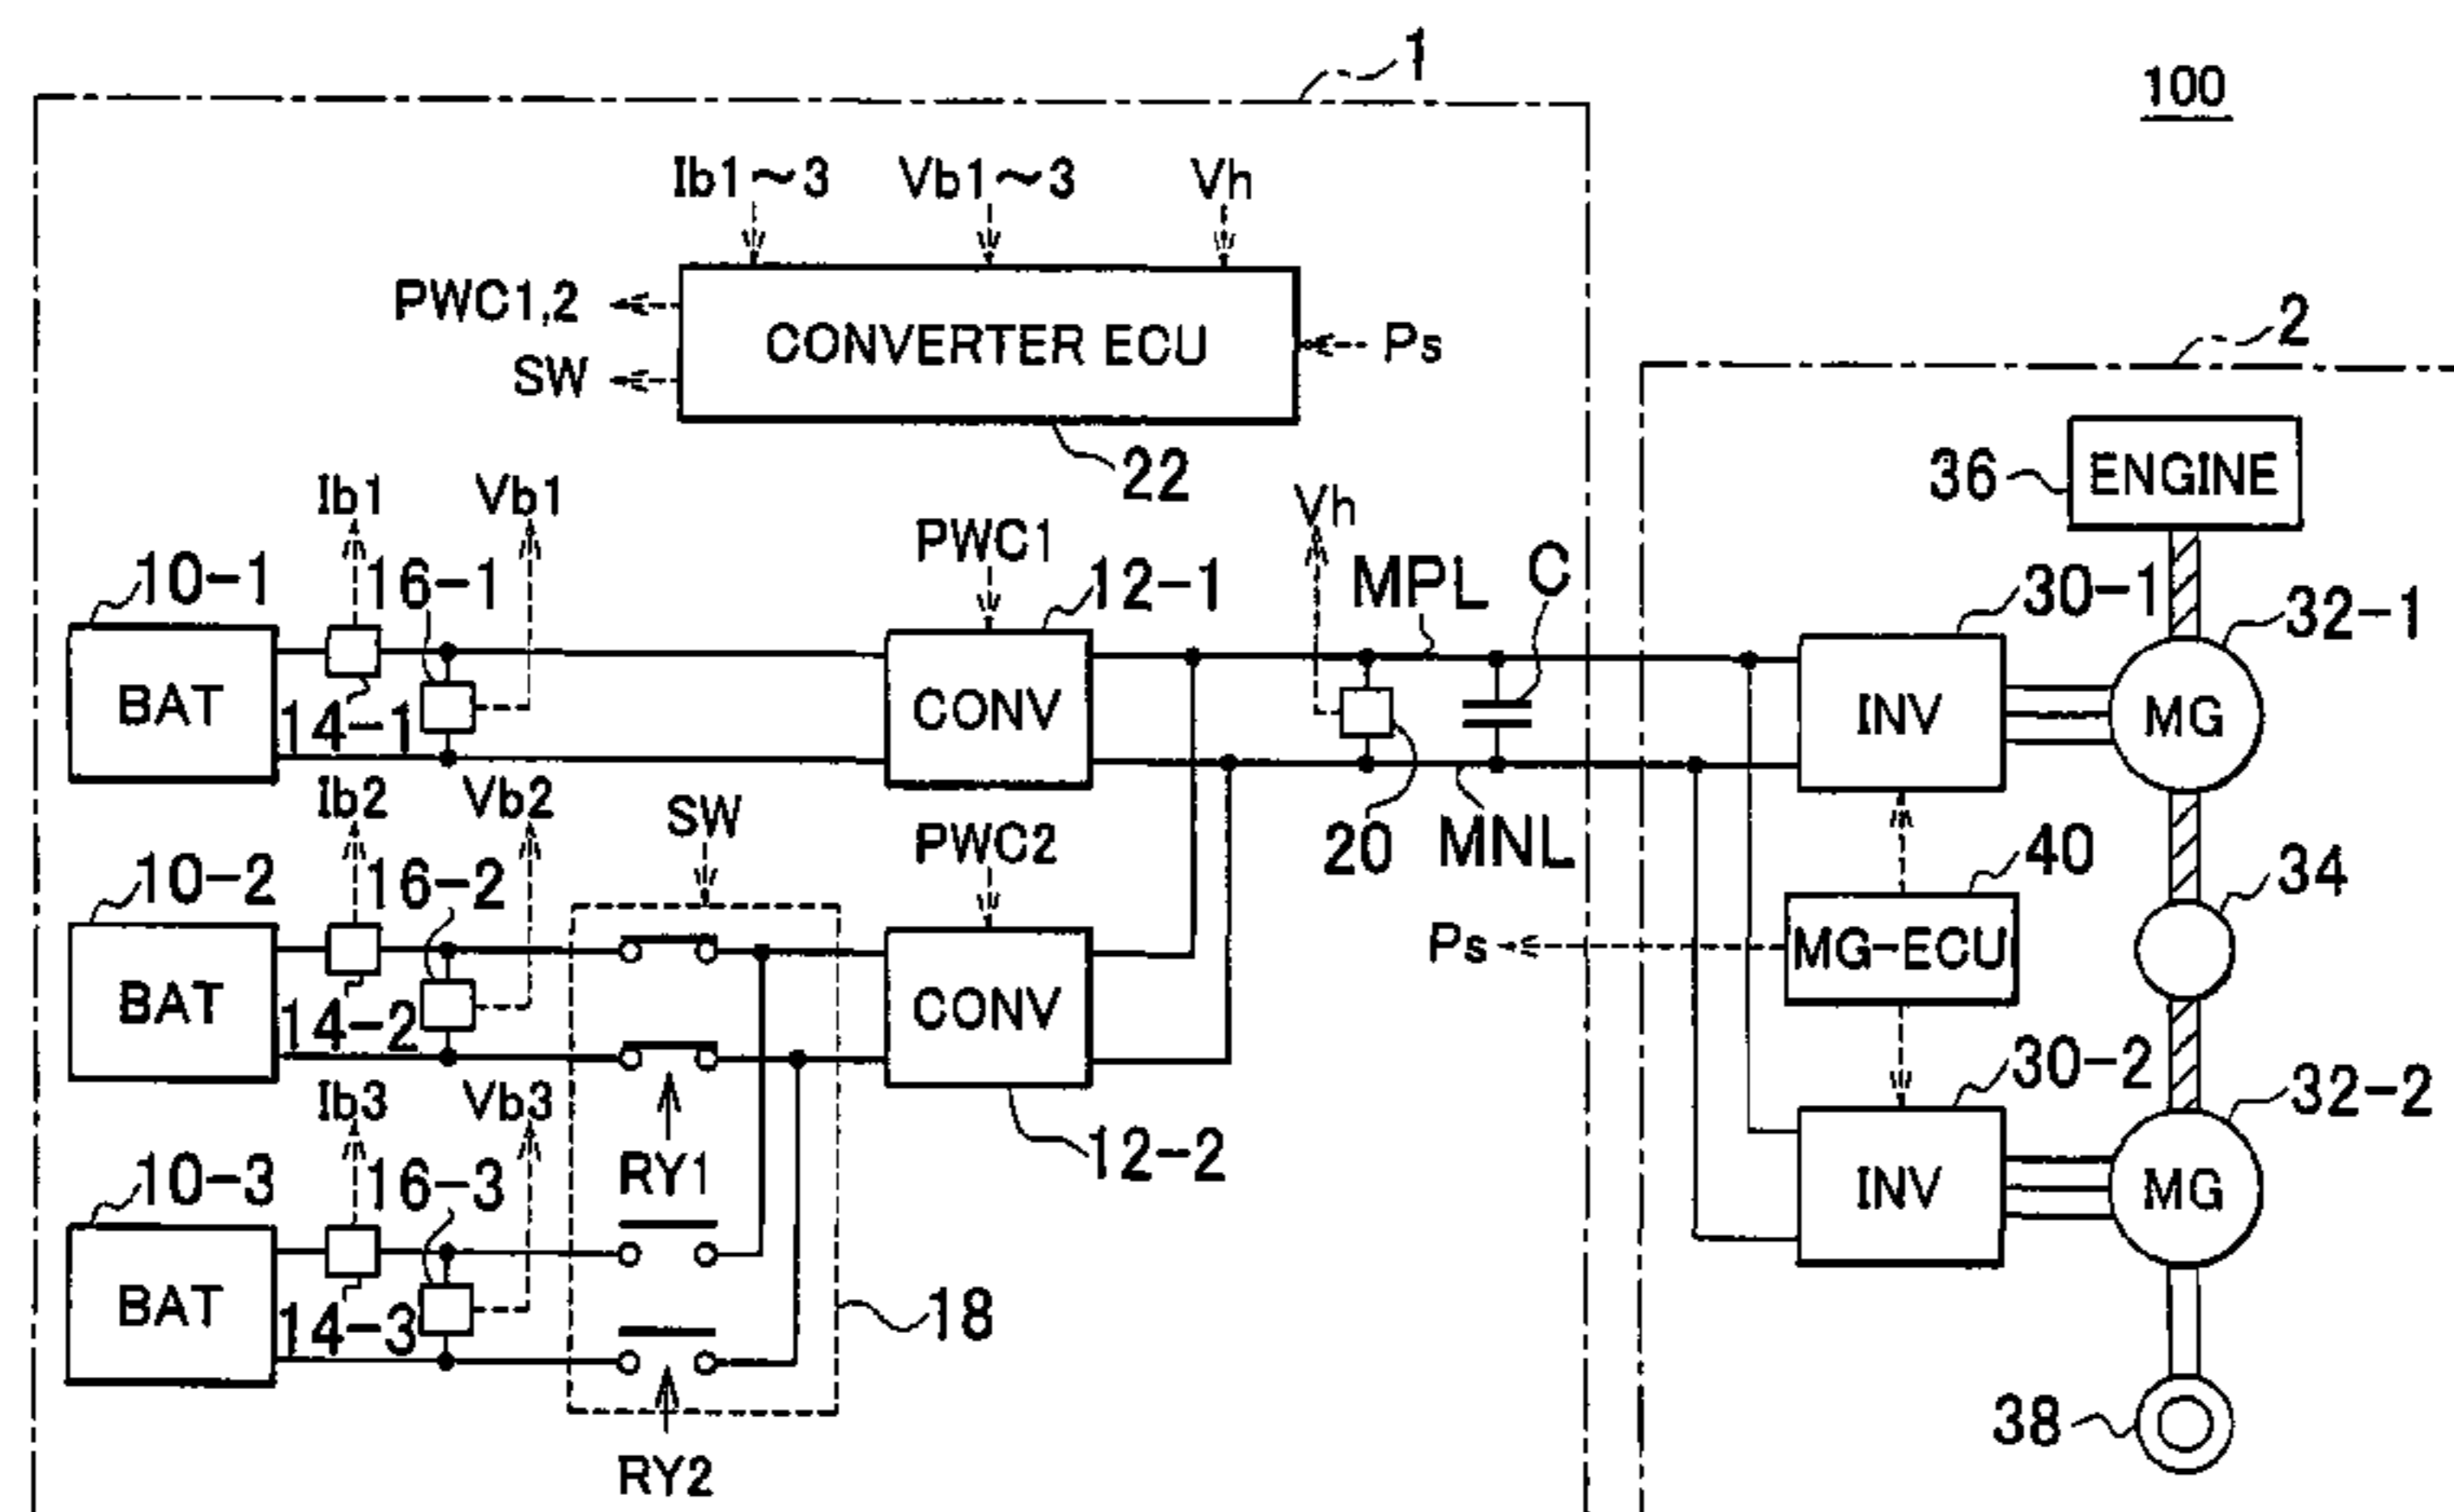 1
100
Ib1~3 Vb1~3 Vh
PWC1,2
CONVERTER ECU
Ps
SW
2
22
36
ENGINE
Ib1
Vb1
Vh
PWC1
10-1
16-1
12-1
MPL
C
30-1
32-1
BAT
14-1
CONV
INV
MG
Ib2
Vb2
SW
PWC2
20
MNL
40
34
10-2
16-2
BAT
14-2
CONV
Ps
MG-ECU
Ib3
Vb3
30-2
32-2
10-3
16-3
RY1
12-2
INV
MG
BAT
14-3
18
38
RY2